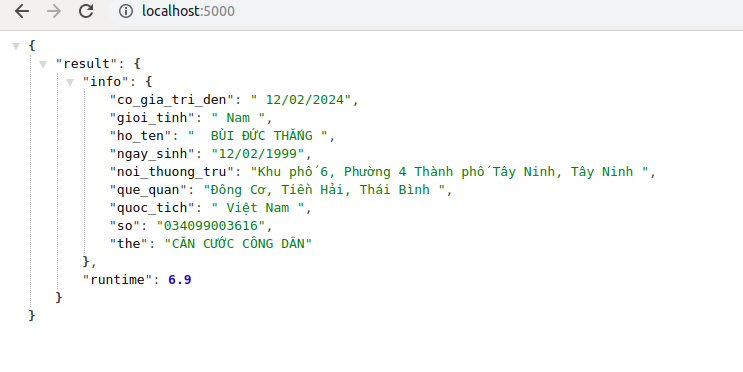 localhost:5000
{
"result": {
"info": {
"co_gia_tri_den": " 12/02/2024",
"gioi_tinh": " Nam ",
"ho_ten": "  BÙI ĐỨC THẮNG ",
"ngay_sinh": "12/02/1999",
"noi_thuong_tru": "Khu phố 6, Phường 4 Thành phố Tây Ninh, Tây Ninh ",
"que_quan": "Đông Cơ, Tiền Hải, Thái Bình ",
"quoc_tich": " Việt Nam ",
"so": "034099003616",
"the": "CĂN CƯỚC CÔNG DÂN"
},
"runtime": 6.9
}
}